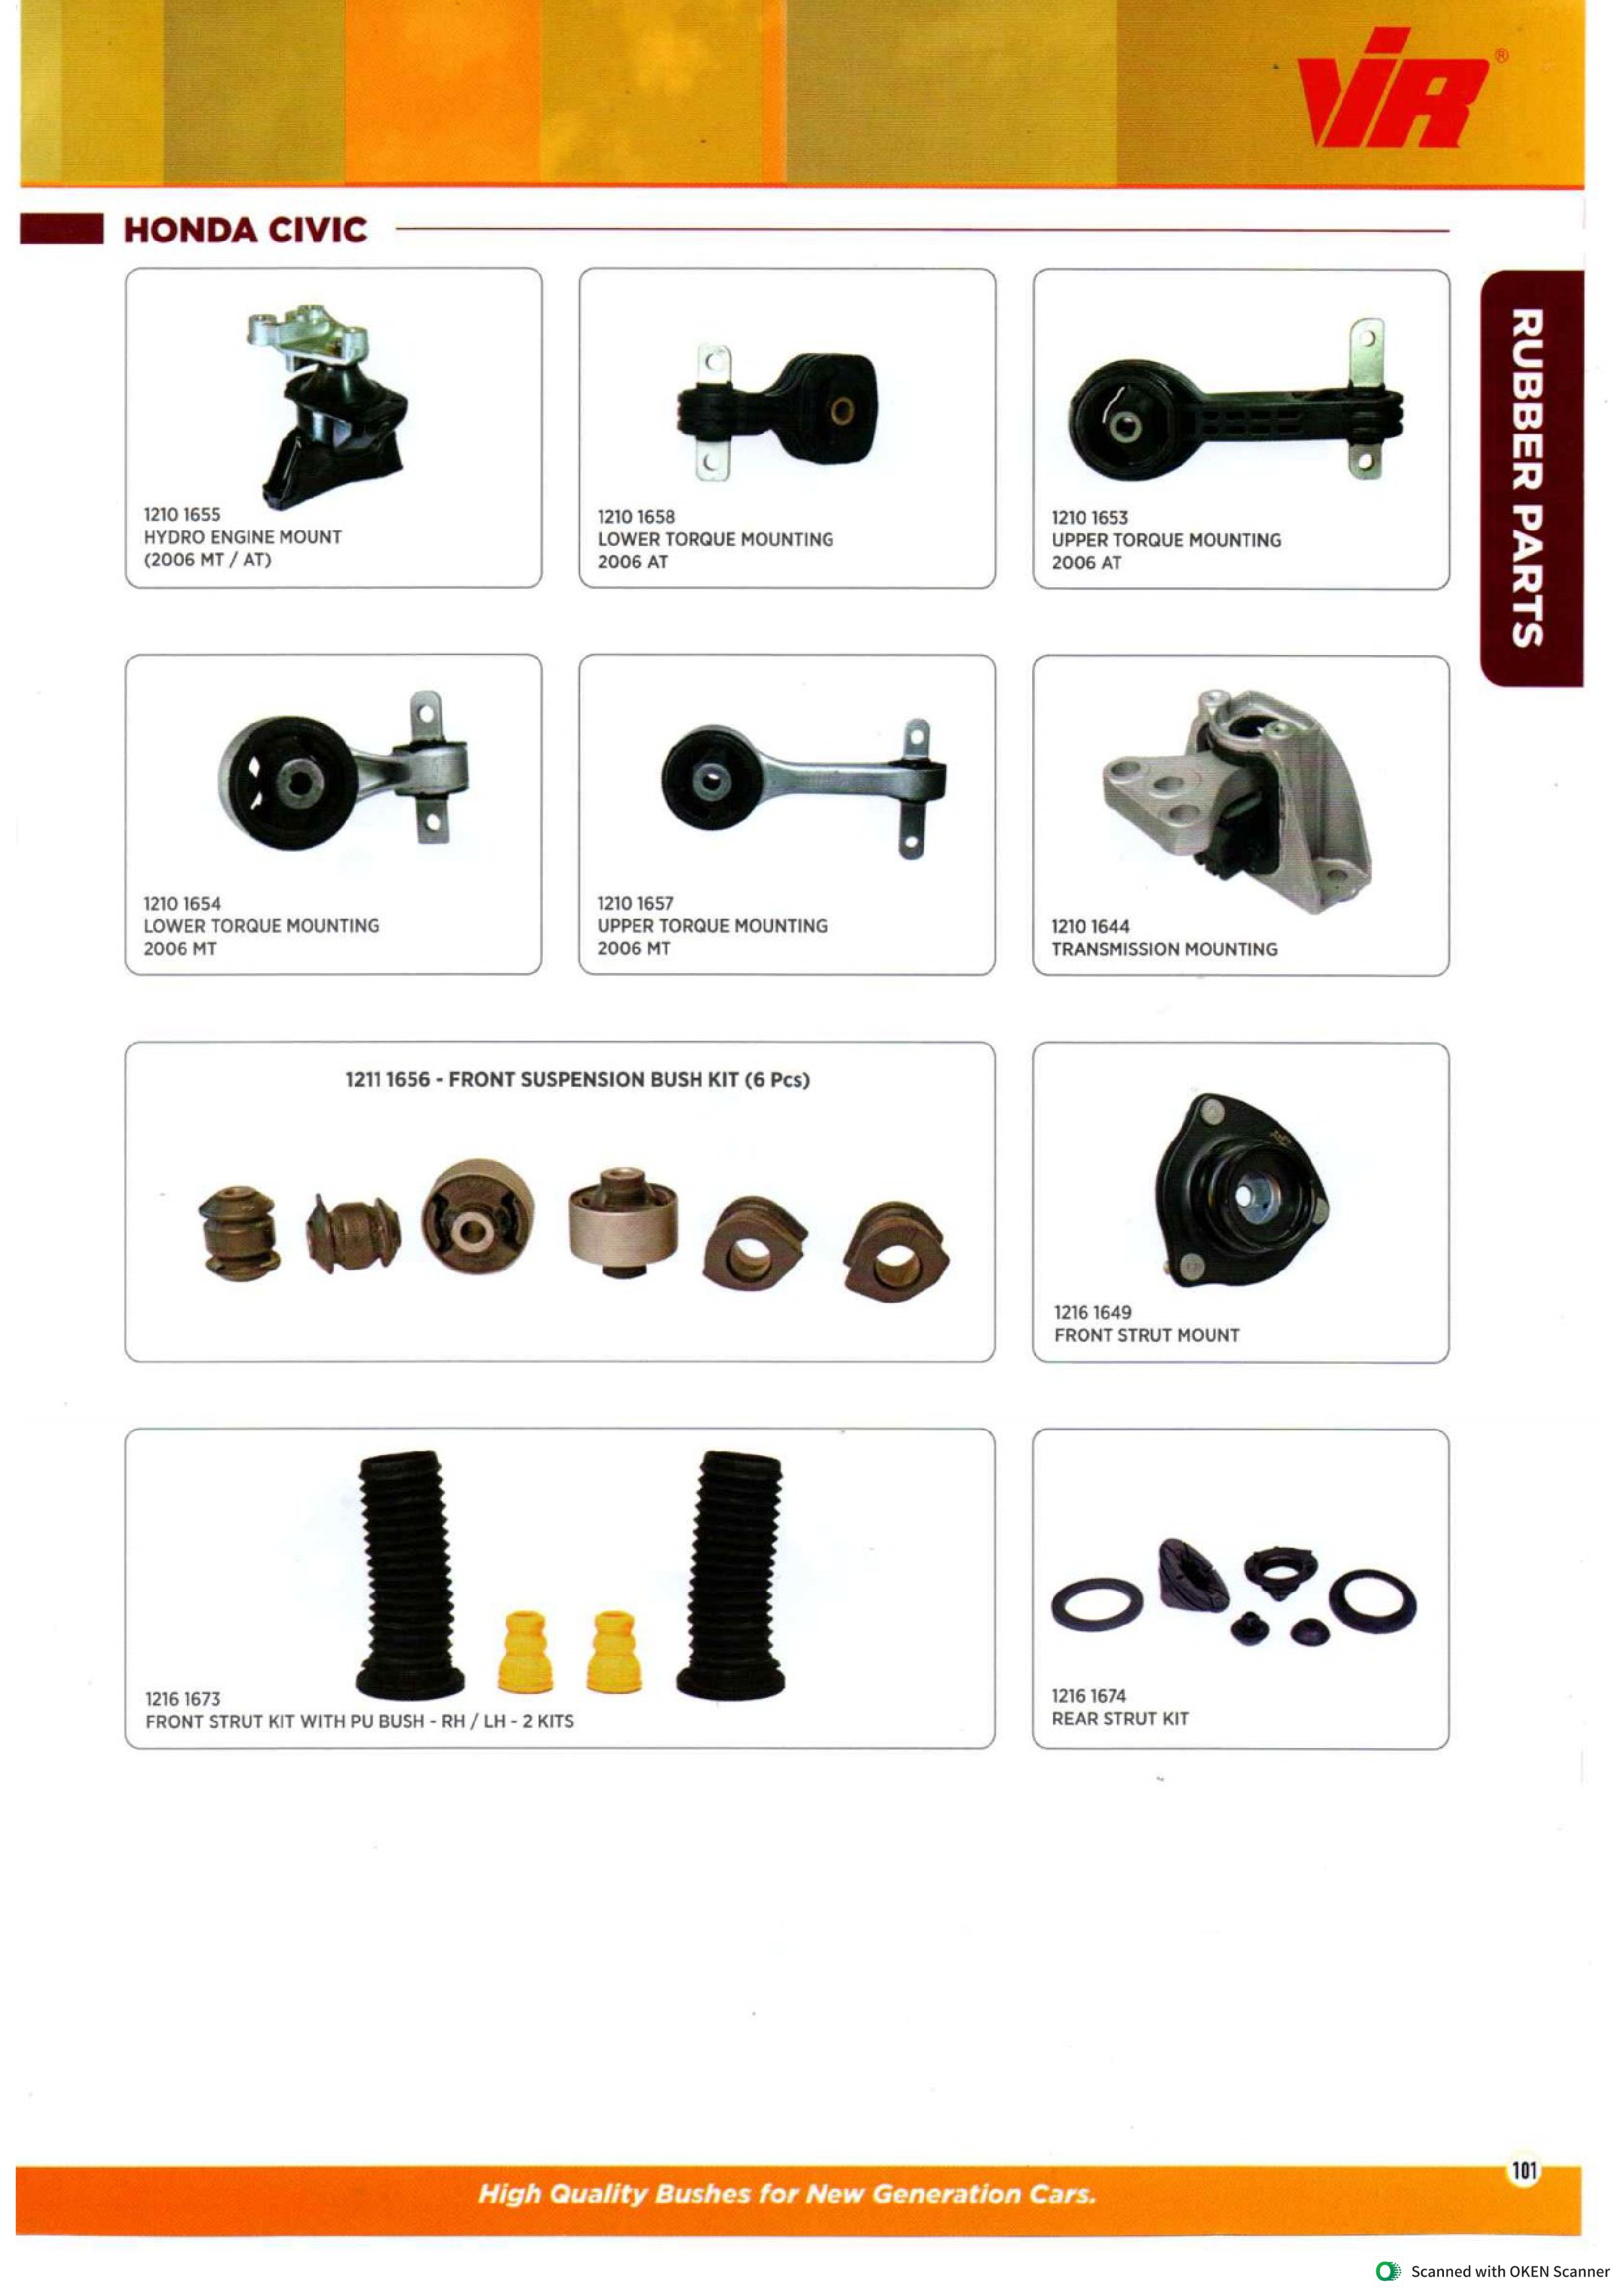 VIR®
HONDA CIVIC
RUBBER PARTS
1210 1655
HYDRO ENGINE MOUNT
(2006 MT / AT)
1210 1658
LOWER TORQUE MOUNTING
2006 AT
1210 1653
UPPER TORQUE MOUNTING
2006 AT
1210 1654
LOWER TORQUE MOUNTING
2006 MT
1210 1657
UPPER TORQUE MOUNTING
2006 MT
1210 1644
TRANSMISSION MOUNTING
1211 1656 - FRONT SUSPENSION BUSH KIT (6 Pcs)
1216 1649
FRONT STRUT MOUNT
1216 1673
FRONT STRUT KIT WITH PU BUSH - RH / LH - 2 KITS
1216 1674
REAR STRUT KIT
101
High Quality Bushes for New Generation Cars.
Scanned with OKEN Scanner